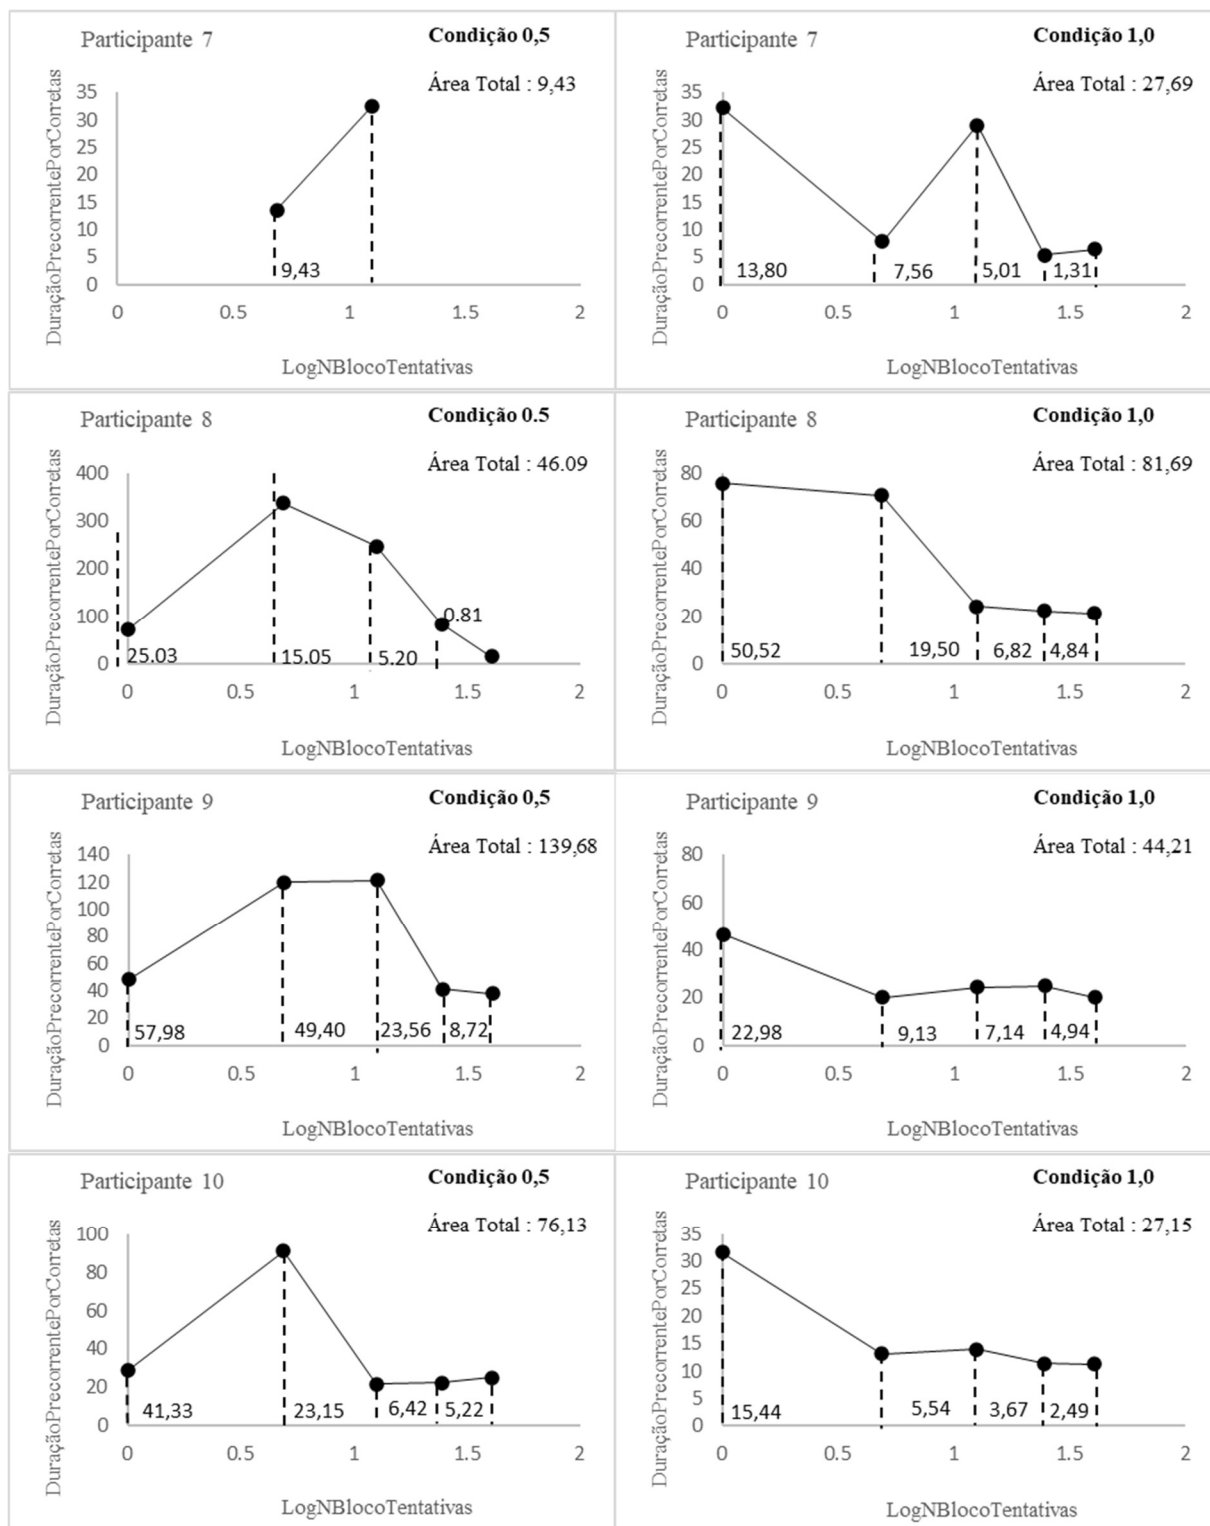 Participante 7
Condição 0,5
Área Total : 9,43
DuraçãoPrecorrentePorCorretas
35
30
25
20
15
10
5
0
9,43
0 0.5 1 1.5 2
LogNBlocoTentativas
Participante 7
Condição 1,0
Área Total : 27,69
DuraçãoPrecorrentePorCorretas
35
30
25
20
15
10
5
0
13,80 7,56 5,01 1,31
0 0.5 1 1.5 2
LogNBlocoTentativas
Participante 8
Condição 0.5
Área Total : 46.09
DuraçãoPrecorrentePorCorretas
400
300
200
100
0
0.81
25.03 15.05 5.20
0 0.5 1 1.5 2
LogNBlocoTentativas
Participante 8
Condição 1,0
Área Total : 81,69
DuraçãoPrecorrentePorCorretas
80
60
40
20
0
50,52 19,50 6,82 4,84
0 0.5 1 1.5 2
LogNBlocoTentativas
Participante 9
Condição 0,5
Área Total : 139,68
DuraçãoPrecorrentePorCorretas
140
120
100
80
60
40
20
0
57,98 49,40 23,56 8,72
0 0.5 1 1.5 2
LogNBlocoTentativas
Participante 9
Condição 1,0
Área Total : 44,21
DuraçãoPrecorrentePorCorretas
80
60
40
20
0
22,98 9,13 7,14 4,94
0 0.5 1 1.5 2
LogNBlocoTentativas
Participante 10
Condição 0,5
Área Total : 76,13
DuraçãoPrecorrentePorCorretas
100
80
60
40
20
0
41,33 23,15 6,42 5,22
0 0.5 1 1.5 2
LogNBlocoTentativas
Participante 10
Condição 1,0
Área Total : 27,15
DuraçãoPrecorrentePorCorretas
35
30
25
20
15
10
5
0
15,44 5,54 3,67 2,49
0 0.5 1 1.5 2
LogNBlocoTentativas